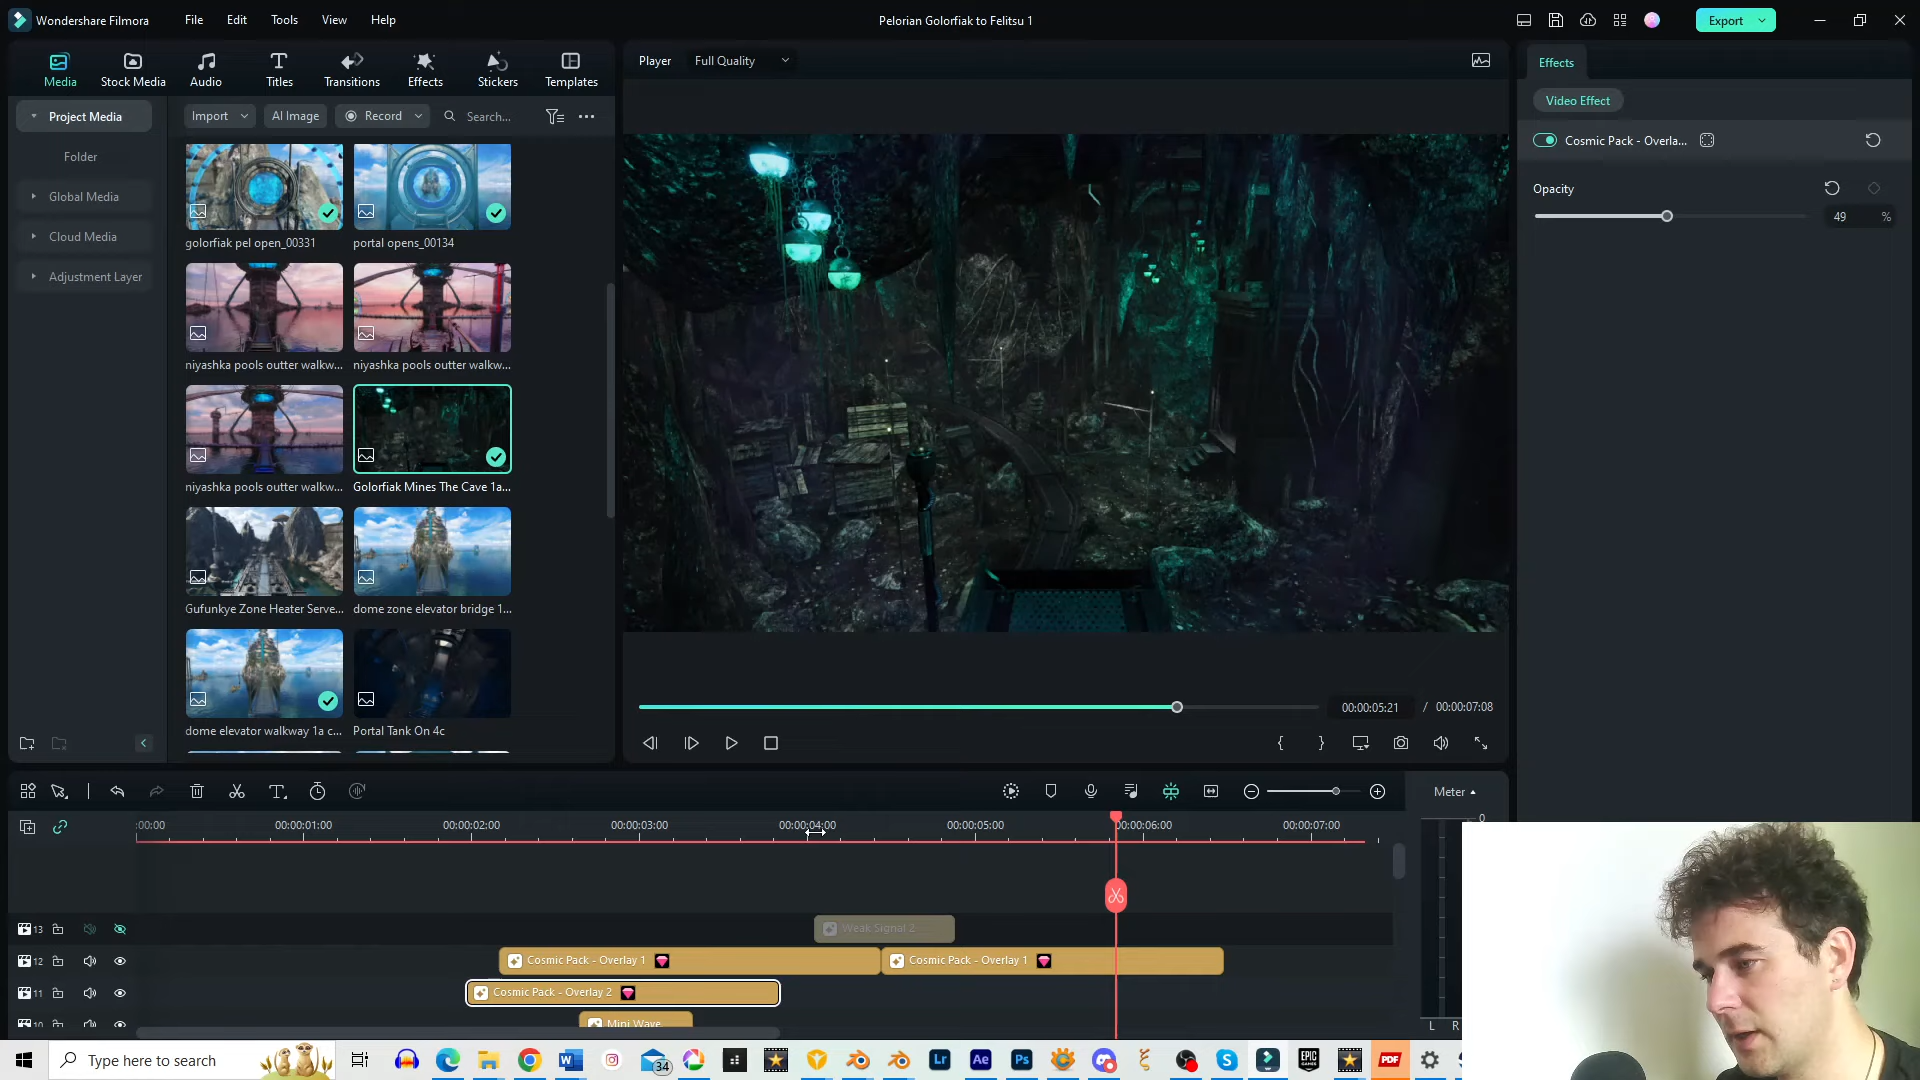 Wondershare Filmora
File
Edit
Tools
View
Help
Pelorian Golorfiak to Felitsu 1
Export
Media
Stock Media
Audio
Titles
Transitions
Effects
Stickers
Templates
Player
Full Quality
Effects
Video Effect
Project Media
Folder
Global Media
Cloud Media
Adjustment Layer
Import
AI Image
Record
Search...
golorfiak pel open_00331
portal opens_00134
niyashka pools outter walkw...
niyashka pools outter walkw...
niyashka pools outter walkw...
Golorfiak Mines The Cave 1a...
Gufunkye Zone Heater Serve...
dome zone elevator bridge 1...
dome elevator walkway 1a c...
Portal Tank On 4c
Cosmic Pack - Overla...
Opacity
49 %
00:00:05:21 / 00:00:07:08
Meter
:00:00
00:00:01:00
00:00:02:00
00:00:03:00
00:00:04:00
00:00:05:00
00:00:06:00
00:00:07:00
0
13
Weak Signal 2
12
Cosmic Pack - Overlay 1
Cosmic Pack - Overlay 1
11
Cosmic Pack - Overlay 2
10
Mini Wave
L R
Type here to search
34
Lr
Ae
Ps
EPIC GAMES
PDF